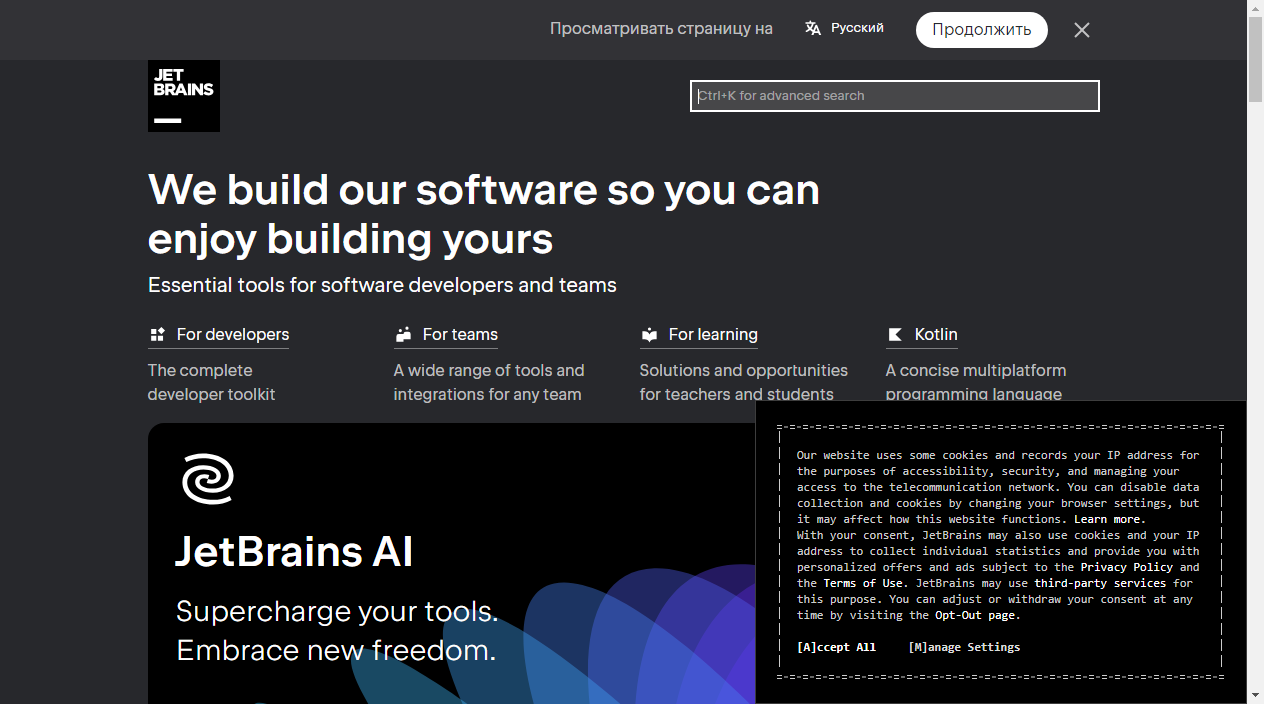 Просматривать страницу на
Русский
Продолжить
JET
BRAINS
Ctrl+K for advanced search
We build our software so you can
enjoy building yours
Essential tools for software developers and teams
For developers
The complete
developer toolkit
For teams
A wide range of tools and
integrations for any team
For learning
Solutions and opportunities
for teachers and students
Kotlin
A concise multiplatform
programming language
JetBrains AI
Supercharge your tools.
Embrace new freedom.
Our website uses some cookies and records your IP address for
the purposes of accessibility, security, and managing your
access to the telecommunication network. You can disable data
collection and cookies by changing your browser settings, but
it may affect how this website functions. Learn more.
With your consent, JetBrains may also use cookies and your IP
address to collect individual statistics and provide you with
personalized offers and ads subject to the Privacy Policy and
the Terms of Use. JetBrains may use third-party services for
this purpose. You can adjust or withdraw your consent at any
time by visiting the Opt-Out page.
[A]ccept All [M]anage Settings